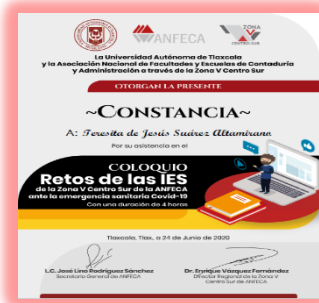 ANFECA
ZONA
CENTRO SUR
La Universidad Autónoma de Tlaxcala
y la Asociación Nacional de Facultades y Escuelas de Contaduría
y Administración a través de la Zona V Centro Sur
OTORGAN LA PRESENTE
~CONSTANCIA~
A: Teresita de Jesús Suárez Altamirano
Por su asistencia en el
COLOQUIO
Retos de las IES
de la Zona V Centro Sur de la ANFECA
ante la emergencia sanitaria Covid-19
Con una duración de 4 horas
Tlaxcala, Tlax., a 24 de Junio de 2020
L.C. José Lino Rodríguez Sánchez
Secretario General de ANFECA
Dr. Enrique Vázquez Fernández
Director Regional de la Zona V
Centro Sur de ANFECA